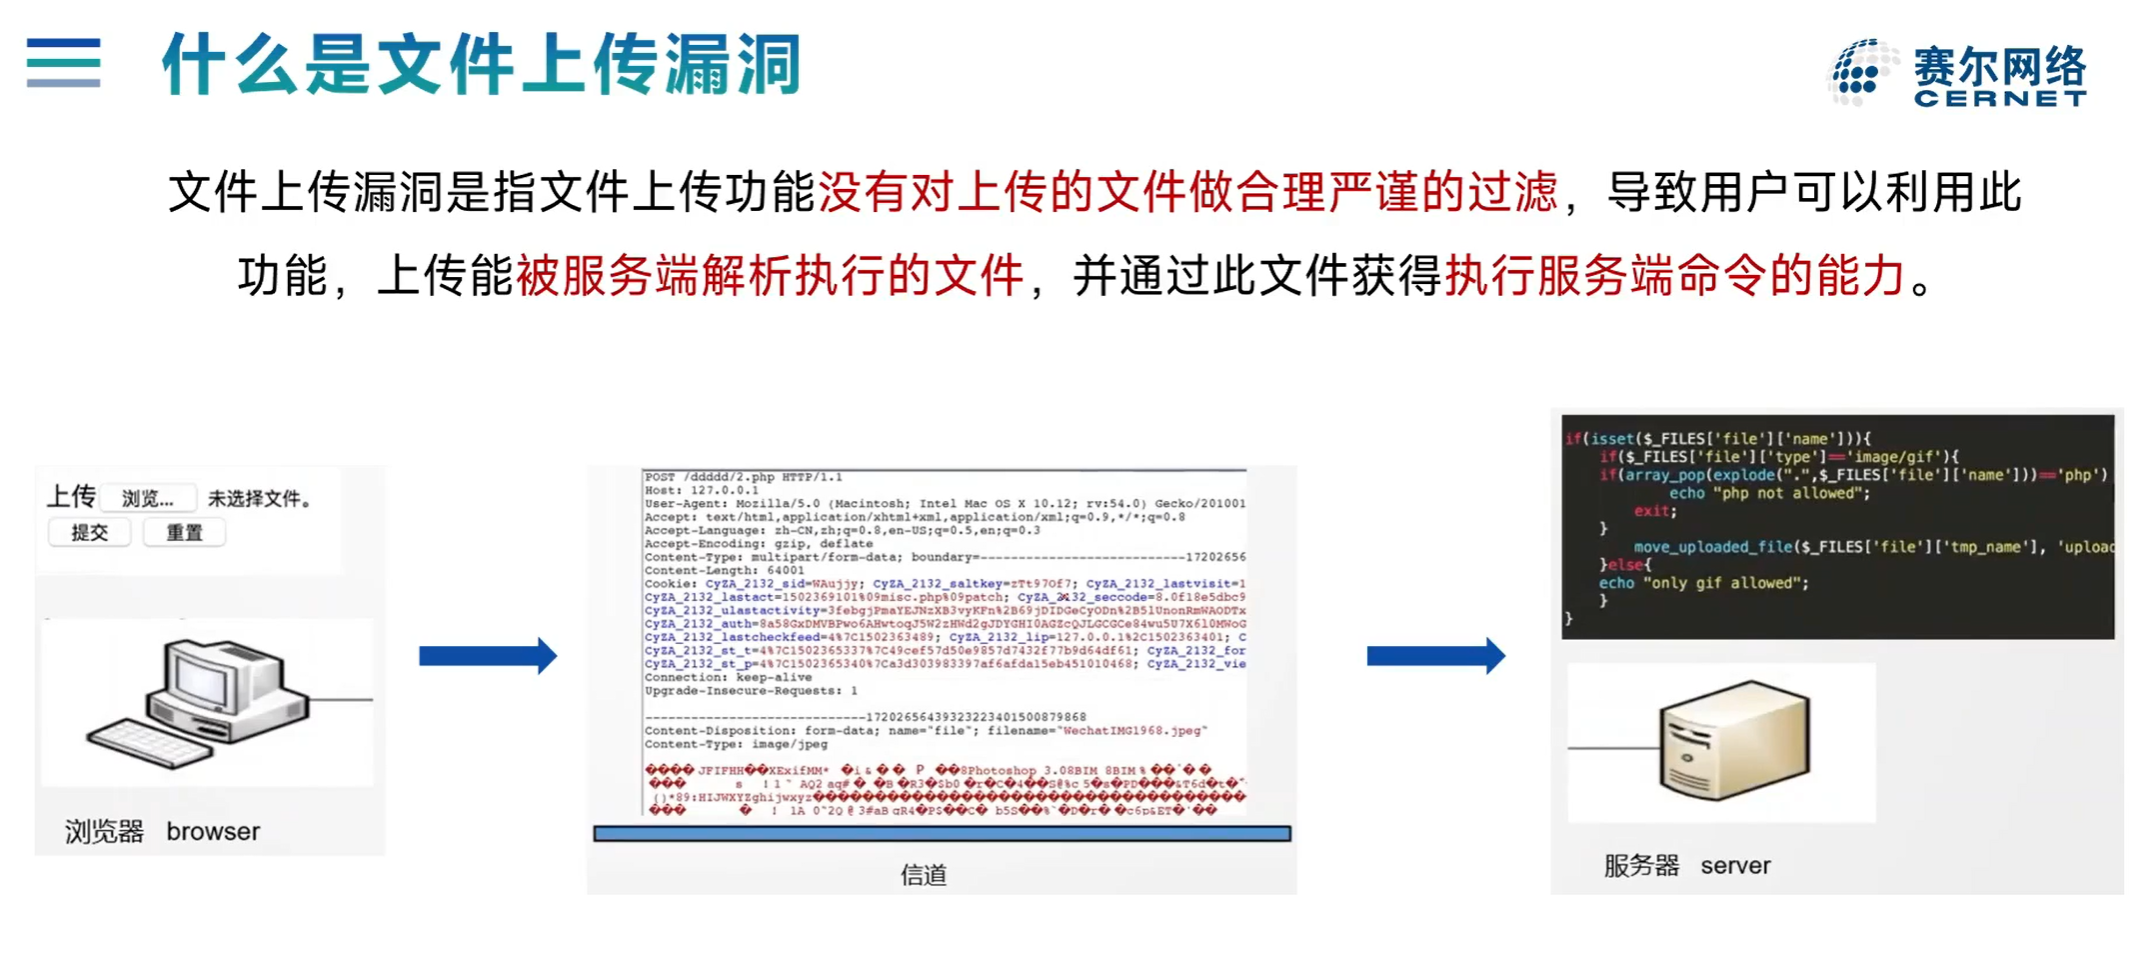 什么是文件上传漏洞
赛尔网络
CERNET
文件上传漏洞是指文件上传功能没有对上传的文件做合理严谨的过滤，导致用户可以利用此
功能，上传能被服务端解析执行的文件，并通过此文件获得执行服务端命令的能力。
上传 浏览... 未选择文件。
提交 重置
浏览器 browser
POST /ddddd/2.php HTTP/1.1
Host: 127.0.0.1
User-Agent: Mozilla/5.0 (Macintosh; Intel Mac OS X 10.12; rv:54.0) Gecko/201001
Accept: text/html,application/xhtml+xml,application/xml;q=0.9,*/*;q=0.8
Accept-Language: zh-CN,zh;q=0.8,en-US;q=0.5,en;q=0.3
Accept-Encoding: gzip, deflate
Content-Type: multipart/form-data; boundary=---------------------------17202656
Content-Length: 64001
Cookie: CyZA_2132_sid=WAujjy; CyZA_2132_saltkey=zTt97Of7; CyZA_2132_lastvisit=1
CyZA_2132_lastact=1502369101%09misc.php%09patch; CyZA_2132_seccode=8.0f18e5dbc9
CyZA_2132_lastcheckfeed=4%7C1502363489; CyZA_2132_lip=127.0.0.1%2C1502363401; C
CyZA_2132_st_t=4%7C1502365337%7C49cef57d50e9857d7432f77b9d64df61; CyZA_2132_for
CyZA_2132_st_p=4%7C1502365340%7Ca3d303983397af6afda15eb451010468; CyZA_2132_vie
Connection: keep-alive
Upgrade-Insecure-Requests: 1
-----------------------------17202656439323223401500879868
Content-Disposition: form-data; name="file"; filename="WechatIMG1968.jpeg"
Content-Type: image/jpeg
信道
if(isset($_FILES['file']['name'])){
if($_FILES['file']['type']=='image/gif'){
if(array_pop(explode(".",$_FILES['file']['name']))=='php')
echo "php not allowed";
exit;
}
move_uploaded_file($_FILES['file']['tmp_name'], 'uploac
}else{
echo "only gif allowed";
}
}
服务器 server